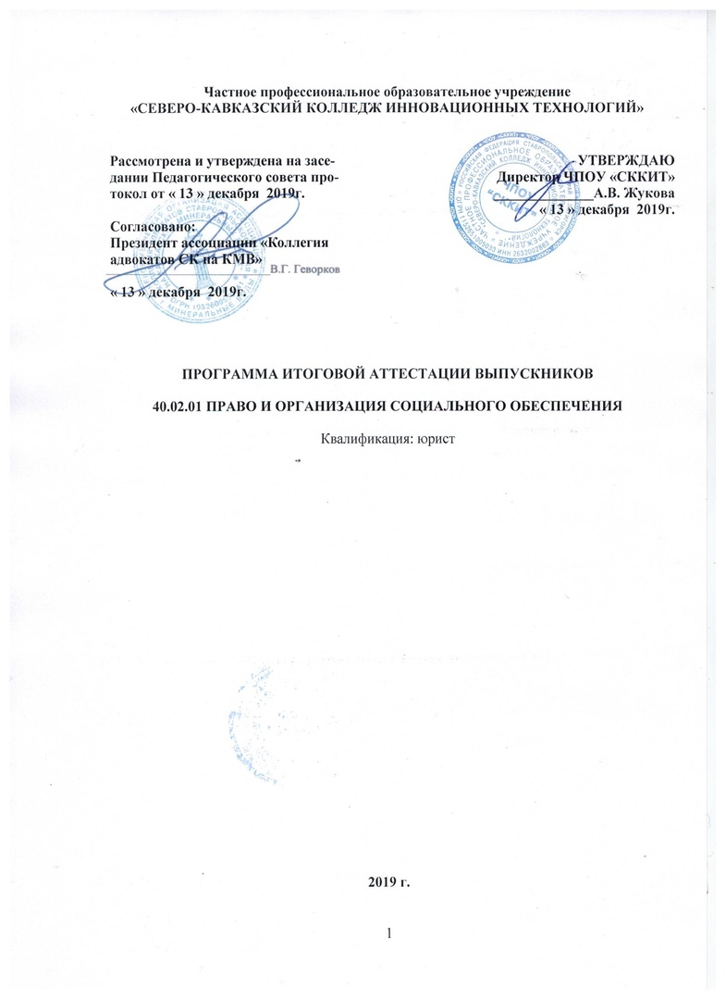 Частное профессиональное образовательное учреждение
«СЕВЕРО-КАВКАЗСКИЙ КОЛЛЕДЖ ИННОВАЦИОННЫХ ТЕХНОЛОГИЙ»
Рассмотрена и утверждена на засе-
дании Педагогического совета про-
токол от « 13 » декабря 2019г.
Согласовано:
Президент ассоциации «Коллегия
адвокатов СК на КМВ»
В.Г. Геворков
« 13 » декабря 2019г.
УТВЕРЖДАЮ
Директор ЧПОУ «СККИТ»
А.В. Жукова
« 13 » декабря 2019г.
ЧПОУ
"СККИТ"
ПРОГРАММА ИТОГОВОЙ АТТЕСТАЦИИ ВЫПУСКНИКОВ
40.02.01 ПРАВО И ОРГАНИЗАЦИЯ СОЦИАЛЬНОГО ОБЕСПЕЧЕНИЯ
Квалификация: юрист
2019 г.
1